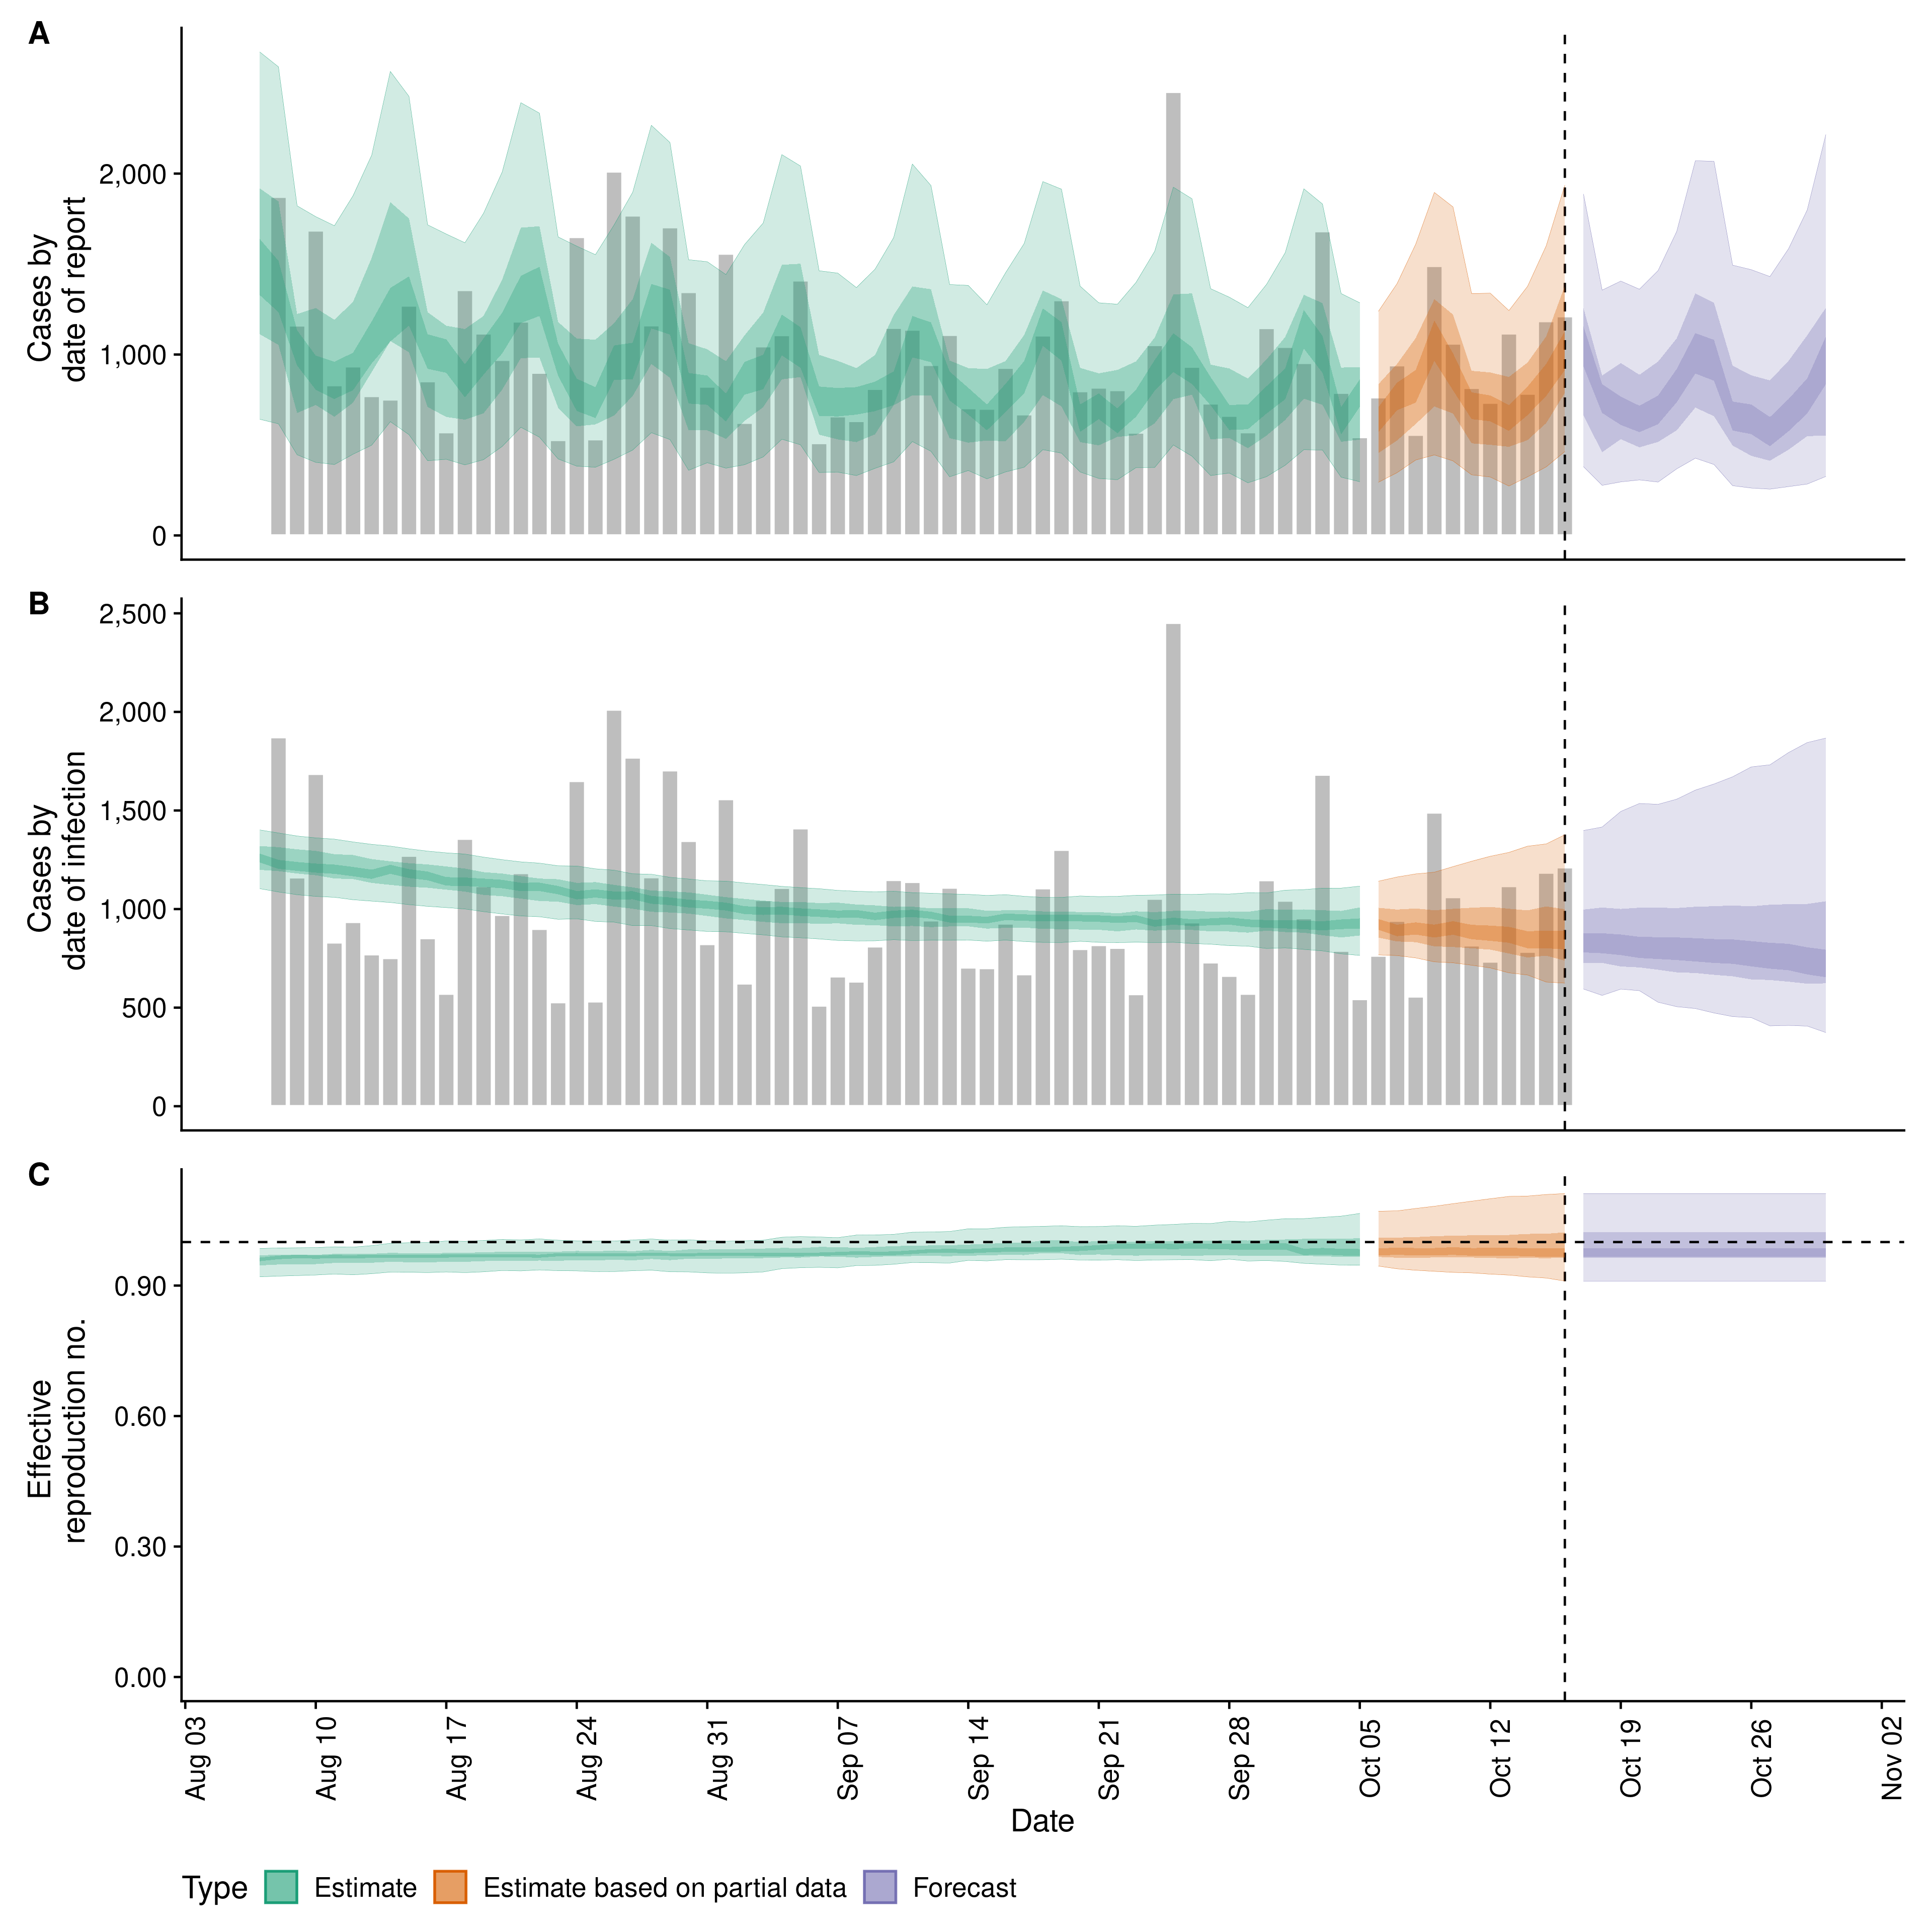 A
Cases by
date of report
2,000
1,000
0
B
Cases by
date of infection
2,500
2,000
1,500
1,000
500
0
C
Effective
reproduction no.
0.90
0.60
0.30
0.00
Aug 03
Aug 10
Aug 17
Aug 24
Aug 31
Sep 07
Sep 14
Sep 21
Sep 28
Oct 05
Oct 12
Oct 19
Oct 26
Nov 02
Date
Type Estimate Estimate based on partial data Forecast